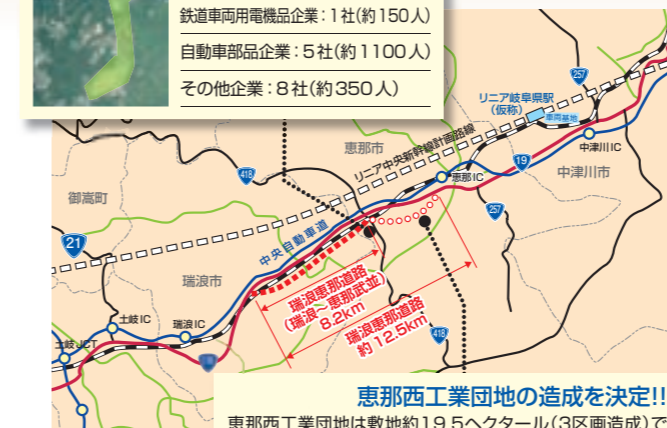 鉄道車両用電機品企業：1社(約150人)
自動車部品企業：5社(約1100人)
その他企業：8社(約350人)
257
リニア岐阜県駅
(仮称)
車両基地
恵那市
リニア中央新幹線計画路線
中津川IC
19
418
恵那IC
中津川市
御嵩町
257
21
中央自動車道
瑞浪市
瑞浪恵那道路
(瑞浪～恵那武並)
8.2km
瑞浪恵那道路
約12.5km
土岐IC
瑞浪IC
418
土岐JCT
19
恵那西工業団地の造成を決定!!
恵那西工業団地は敷地約19.5ヘクタール(3区画造成)で